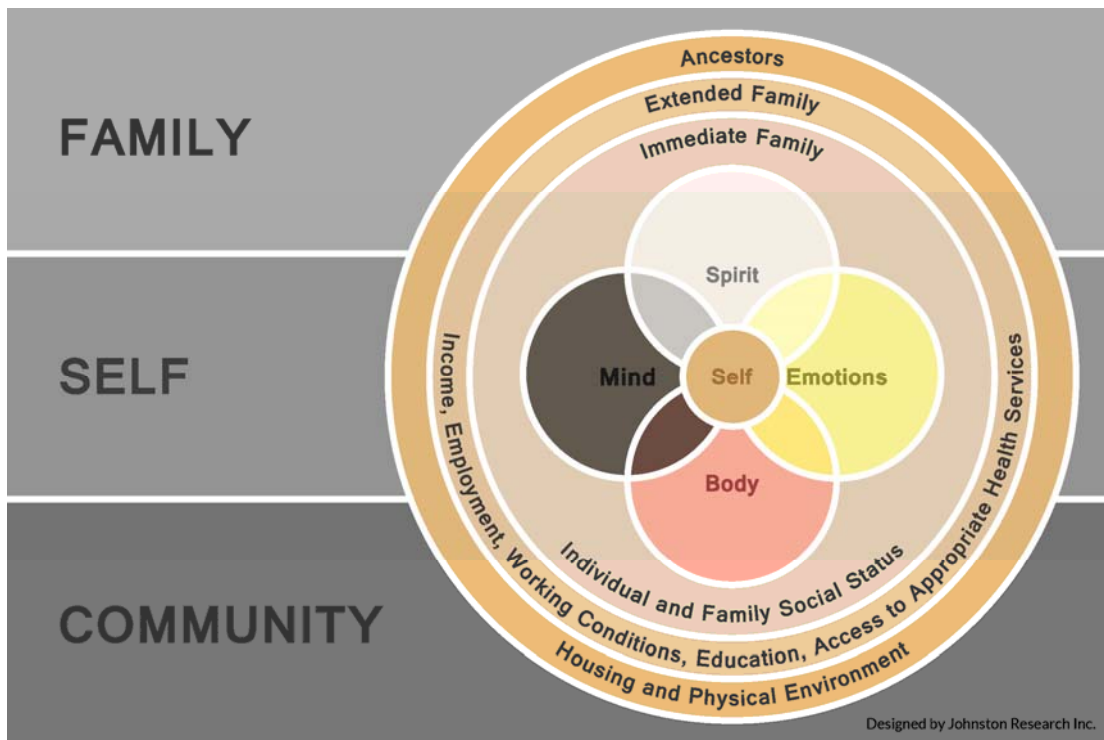 Ancestors
Extended Family
FAMILY
Immediate Family
Spirit
SELF
Mind
Self
Emotions
Body
Individual and Family Social Status
COMMUNITY
Income, Employment, Working Conditions, Education, Access to Appropriate Health Services
Housing and Physical Environment
Designed by Johnston Research Inc.